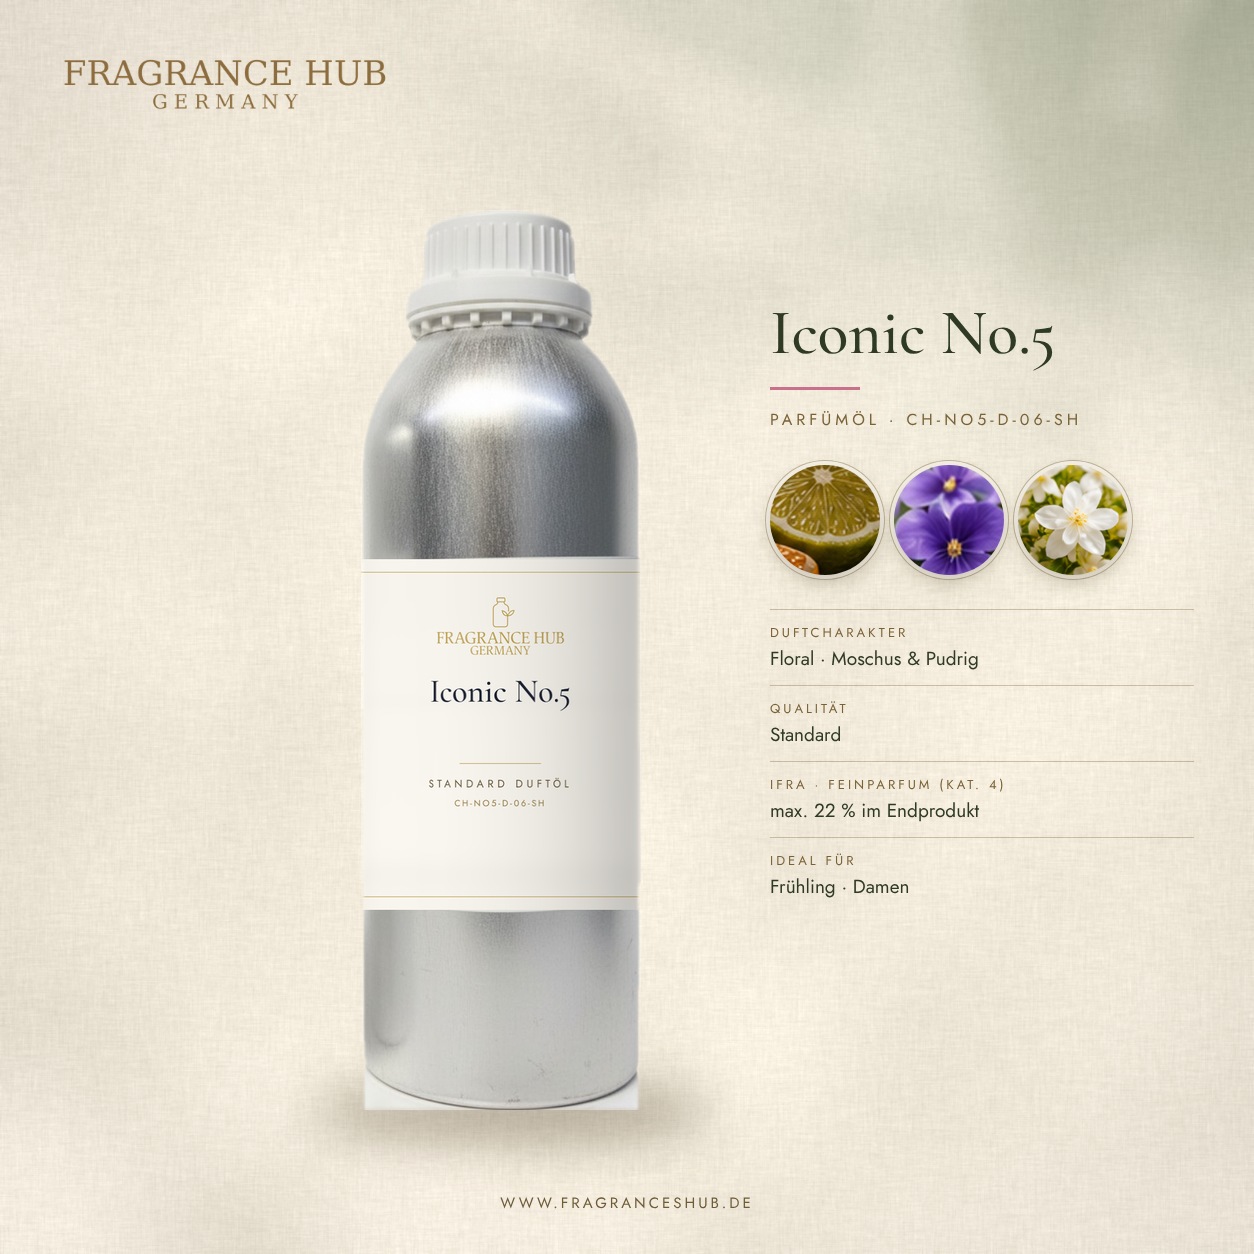 FRAGRANCE HUB
GERMANY
FRAGRANCE HUB
GERMANY
Iconic No.5
STANDARD DUFTÖL
CH-NO5-D-06-SH
Iconic No.5
PARFÜMÖL · CH-NO5-D-06-SH
DUFTCHARAKTER
Floral · Moschus & Pudrig
QUALITÄT
Standard
IFRA · FEINPARFUM (KAT. 4)
max. 22 % im Endprodukt
IDEAL FÜR
Frühling · Damen
WWW.FRAGRANCESHUB.DE